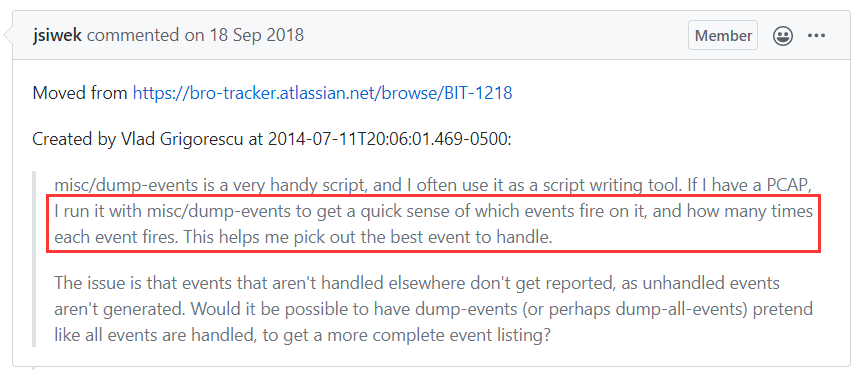 jsiwek commented on 18 Sep 2018 Member
Moved from https://bro-tracker.atlassian.net/browse/BIT-1218
Created by Vlad Grigorescu at 2014-07-11T20:06:01.469-0500:
misc/dump-events is a very handy script, and I often use it as a script writing tool. If I have a PCAP,
I run it with misc/dump-events to get a quick sense of which events fire on it, and how many times
each event fires. This helps me pick out the best event to handle.
The issue is that events that aren't handled elsewhere don't get reported, as unhandled events
aren't generated. Would it be possible to have dump-events (or perhaps dump-all-events) pretend
like all events are handled, to get a more complete event listing?